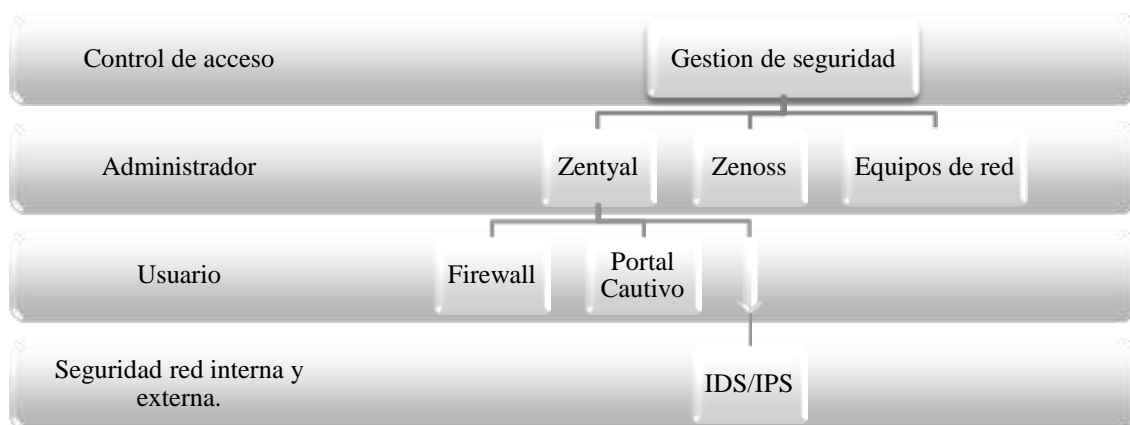 Control de acceso
Gestion de seguridad
Administrador
Zentyal
Zenoss
Equipos de red
Usuario
Firewall
Portal
Cautivo
Seguridad red interna y
externa.
IDS/IPS